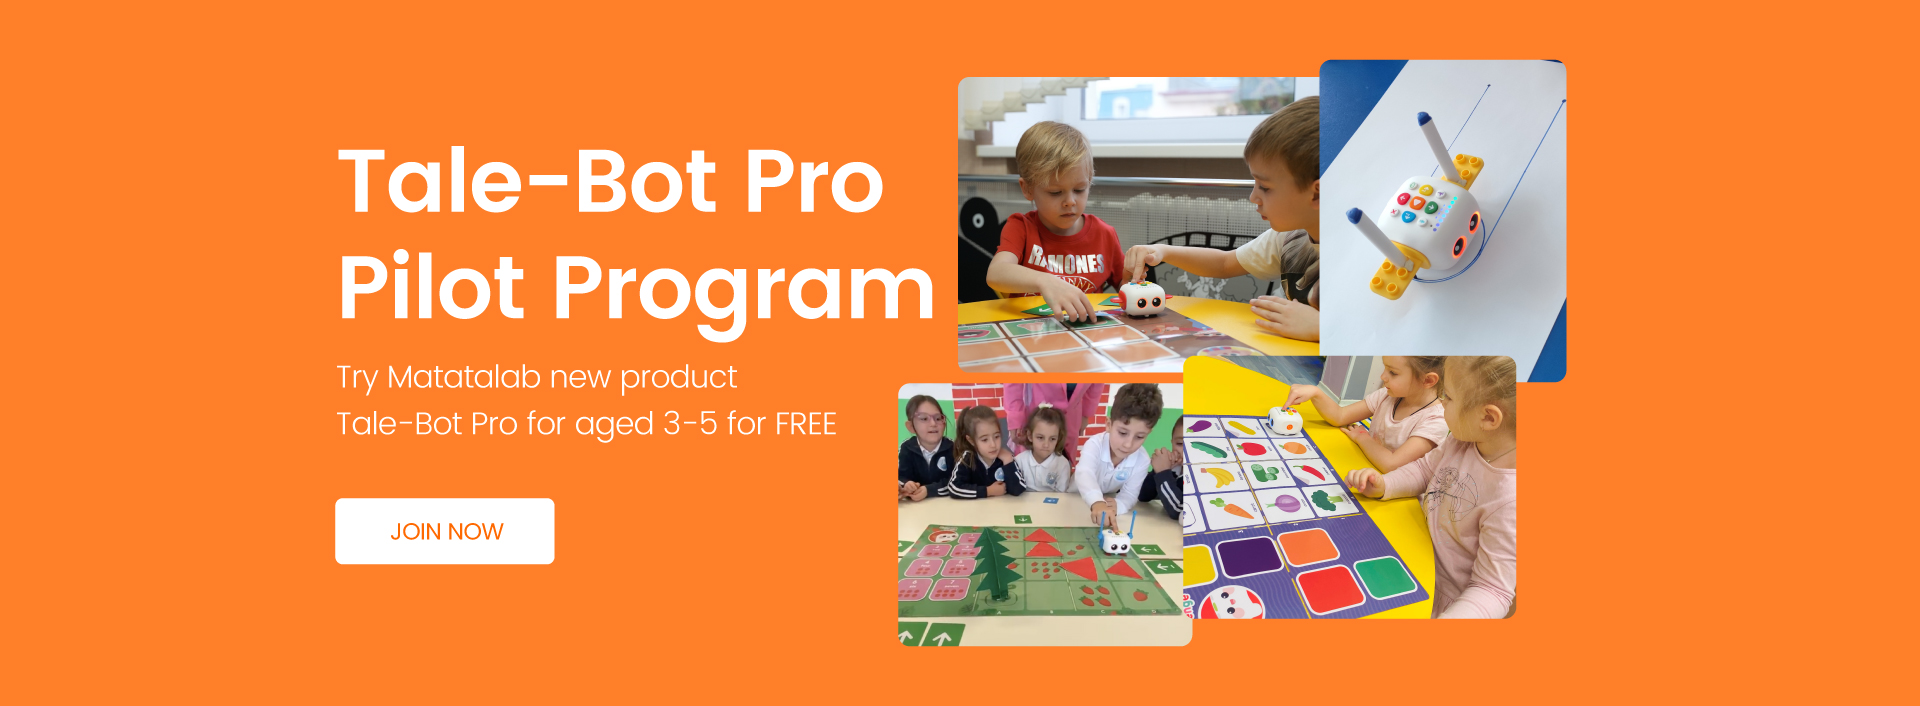 Tale-Bot Pro
Pilot Program
Try Matatalab new product
Tale-Bot Pro for aged 3-5 for FREE
JOIN NOW
RAMONES